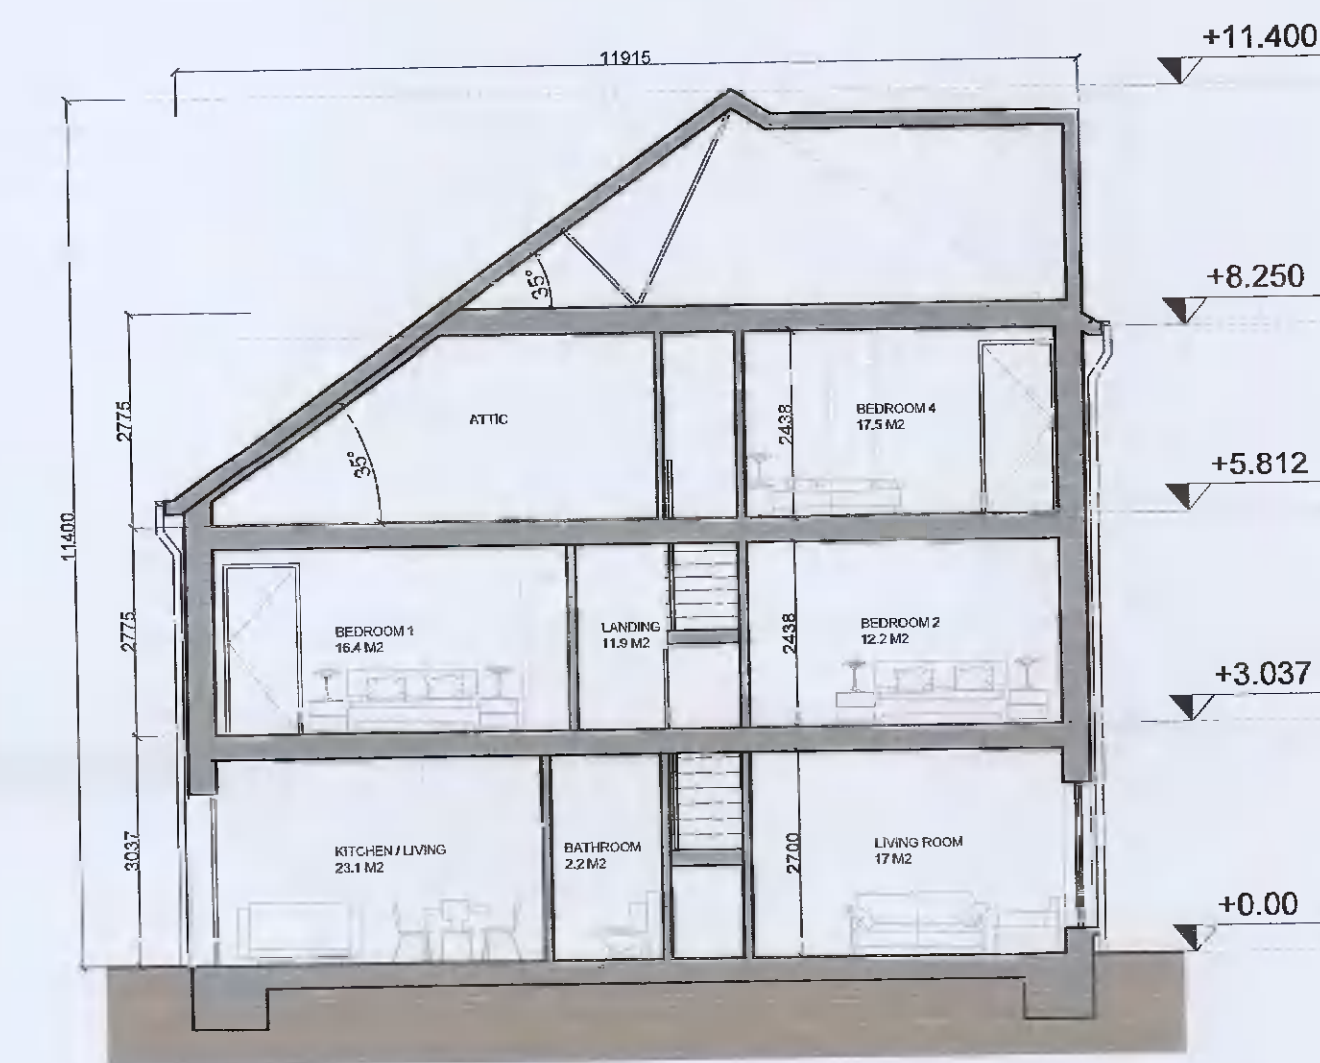 +11.400
11915
+8.250
35°
2775
ATTIC
2438
BEDROOM 4
17.5 M2
+5.812
35°
11400
2775
BEDROOM 1
16.4 M2
LANDING
11.9 M2
2438
BEDROOM 2
12.2 M2
+3.037
3037
KITCHEN / LIVING
23.1 M2
BATHROOM
2.2 M2
2700
LIVING ROOM
17 M2
+0.00